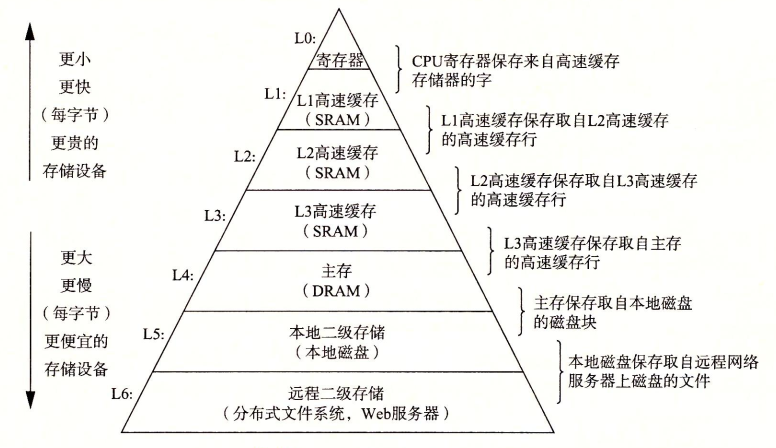 更小
更快
（每字节）
更贵的
存储设备
更大
更慢
（每字节）
更便宜的
存储设备
L0:
寄存器
CPU寄存器保存来自高速缓存
存储器的字
L1:
L1高速缓存
（SRAM）
L1高速缓存保存取自L2高速缓存
的高速缓存行
L2:
L2高速缓存
（SRAM）
L2高速缓存保存取自L3高速缓存
的高速缓存行
L3:
L3高速缓存
（SRAM）
L3高速缓存保存取自主存
的高速缓存行
L4:
主存
（DRAM）
主存保存取自本地磁盘
的磁盘块
L5:
本地二级存储
（本地磁盘）
本地磁盘保存取自远程网络
服务器上磁盘的文件
L6:
远程二级存储
（分布式文件系统，Web服务器）